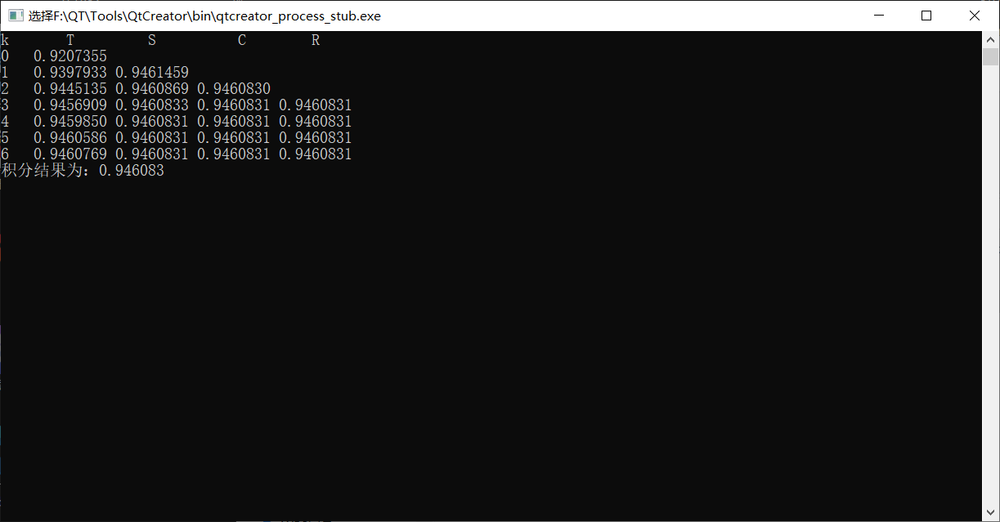 选择F:\QT\Tools\QtCreator\bin\qtcreator_process_stub.exe
k T S C R
0 0.9207355
1 0.9397933 0.9461459
2 0.9445135 0.9460869 0.9460830
3 0.9456909 0.9460833 0.9460831 0.9460831
4 0.9459850 0.9460831 0.9460831 0.9460831
5 0.9460586 0.9460831 0.9460831 0.9460831
6 0.9460769 0.9460831 0.9460831 0.9460831
积分结果为：0.946083